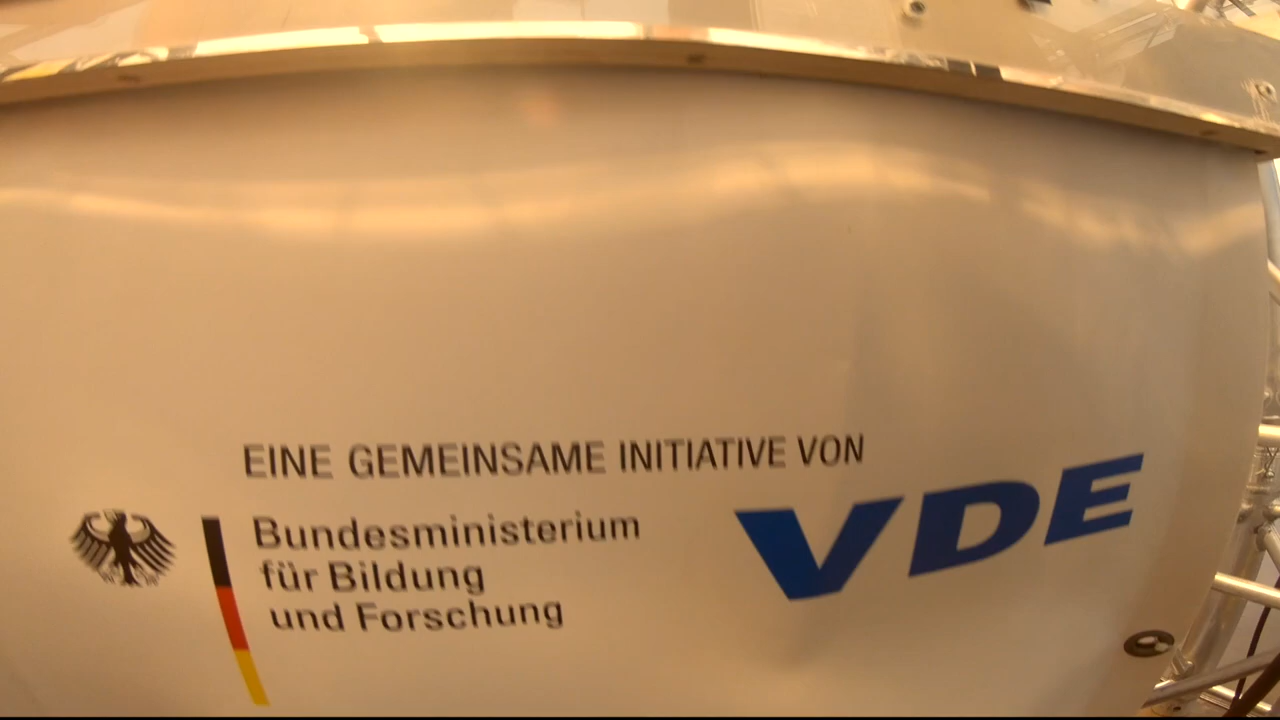 EINE GEMEINSAME INITIATIVE VON
Bundesministerium
für Bildung
und Forschung
VDE